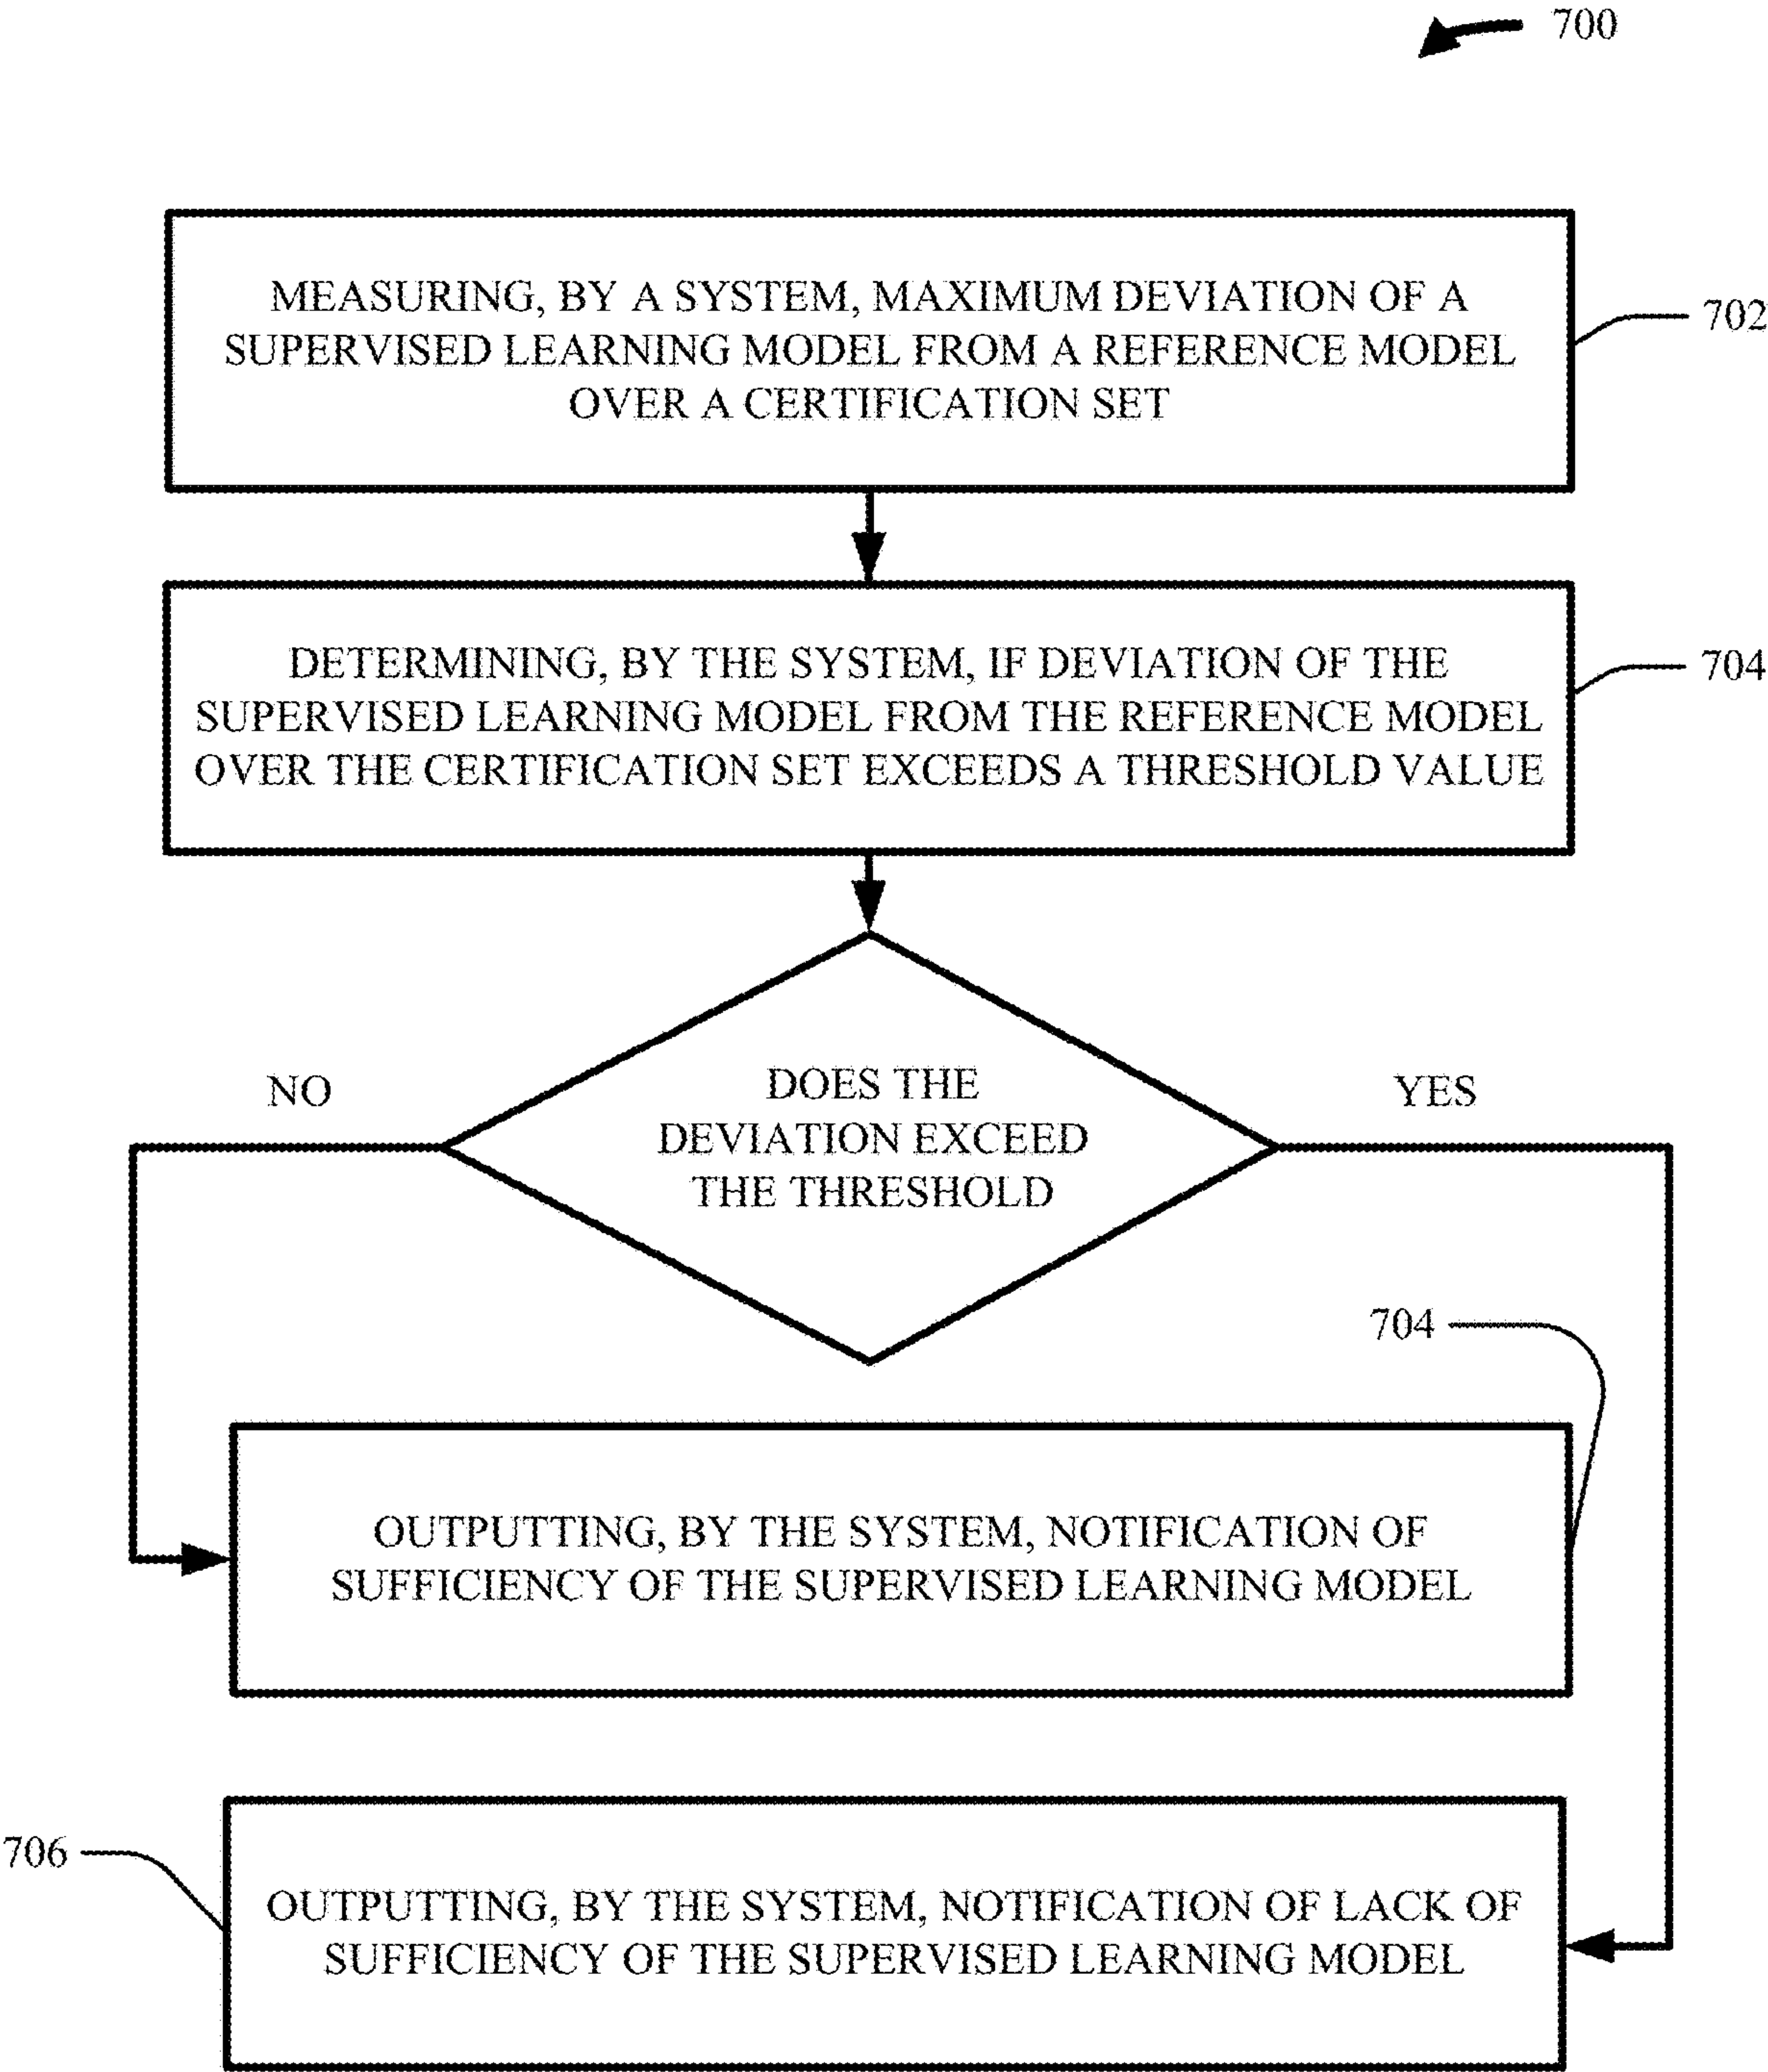 700
MEASURING, BY A SYSTEM, MAXIMUM DEVIATION OF A
SUPERVISED LEARNING MODEL FROM A REFERENCE MODEL
OVER A CERTIFICATION SET
702
DETERMINING, BY THE SYSTEM, IF DEVIATION OF THE
SUPERVISED LEARNING MODEL FROM THE REFERENCE MODEL
OVER THE CERTIFICATION SET EXCEEDS A THRESHOLD VALUE
704
NO
DOES THE
DEVIATION EXCEED
THE THRESHOLD
YES
704
OUTPUTTING, BY THE SYSTEM, NOTIFICATION OF
SUFFICIENCY OF THE SUPERVISED LEARNING MODEL
706
OUTPUTTING, BY THE SYSTEM, NOTIFICATION OF LACK OF
SUFFICIENCY OF THE SUPERVISED LEARNING MODEL